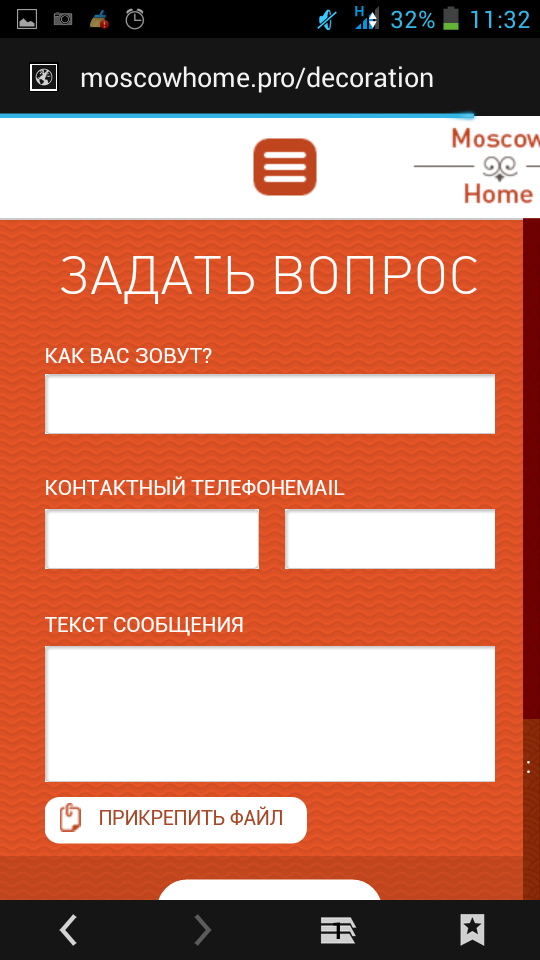 H 32% 11:32
moscowhome.pro/decoration
Moscow
Home
ЗАДАТЬ ВОПРОС
КАК ВАС ЗОВУТ?
КОНТАКТНЫЙ ТЕЛЕФОНEMAIL
ТЕКСТ СООБЩЕНИЯ
:
ПРИКРЕПИТЬ ФАЙЛ
1